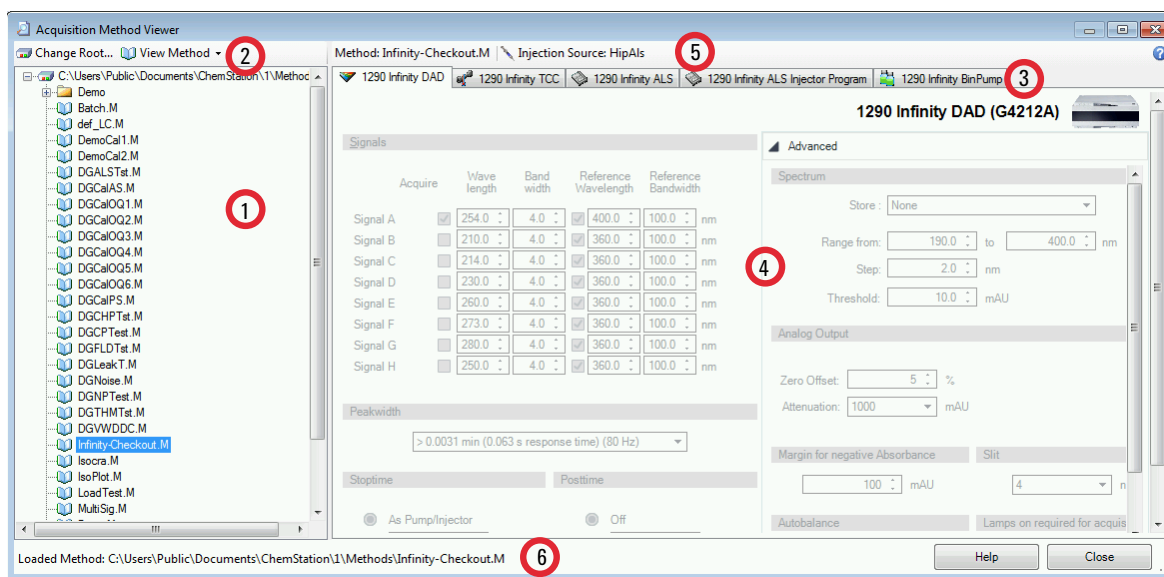 Acquisition Method Viewer
Change Root... View Method 2
Method: Infinity-Checkout.M Injection Source: HipAls 5
C:\Users\Public\Documents\ChemStation\1\Method
Demo
Batch.M
def_LC.M
DemoCal1.M
DemoCal2.M
DGALSTst.M
DGCalAS.M
DGCalOQ1.M
DGCalOQ2.M
DGCalOQ3.M
DGCalOQ4.M
DGCalOQ5.M
DGCalOQ6.M
DGCalPS.M
DGCHPTst.M
DGCPTest.M
DGFLDTst.M
DGLeakT.M
DGNoise.M
DGNPTest.M
DGTHMTst.M
DGVWDDC.M
Infinity-Checkout.M
Isocra.M
IsoPlot.M
LoadTest.M
MultiSig.M
1
1290 Infinity DAD 1290 Infinity TCC 1290 Infinity ALS 1290 Infinity ALS Injector Program 1290 Infinity BinPump 3
1290 Infinity DAD (G4212A)
Signals
Acquire Wave length Band width Reference Wavelength Reference Bandwidth
Signal A 254.0 4.0 400.0 100.0 nm
Signal B 210.0 4.0 360.0 100.0 nm
Signal C 214.0 4.0 360.0 100.0 nm
Signal D 230.0 4.0 360.0 100.0 nm
Signal E 260.0 4.0 360.0 100.0 nm
Signal F 273.0 4.0 360.0 100.0 nm
Signal G 280.0 4.0 360.0 100.0 nm
Signal H 250.0 4.0 360.0 100.0 nm
Peakwidth
> 0.0031 min (0.063 s response time) (80 Hz)
Stoptime Posttime
As Pump/Injector Off
4
Advanced
Spectrum
Store : None
Range from: 190.0 to 400.0 nm
Step: 2.0 nm
Threshold: 10.0 mAU
Analog Output
Zero Offset: 5 %
Attenuation: 1000 mAU
Margin for negative Absorbance Slit
100 mAU 4 n
Autobalance Lamps on required for acquis
Loaded Method: C:\Users\Public\Documents\ChemStation\1\Methods\Infinity-Checkout.M 6
Help Close